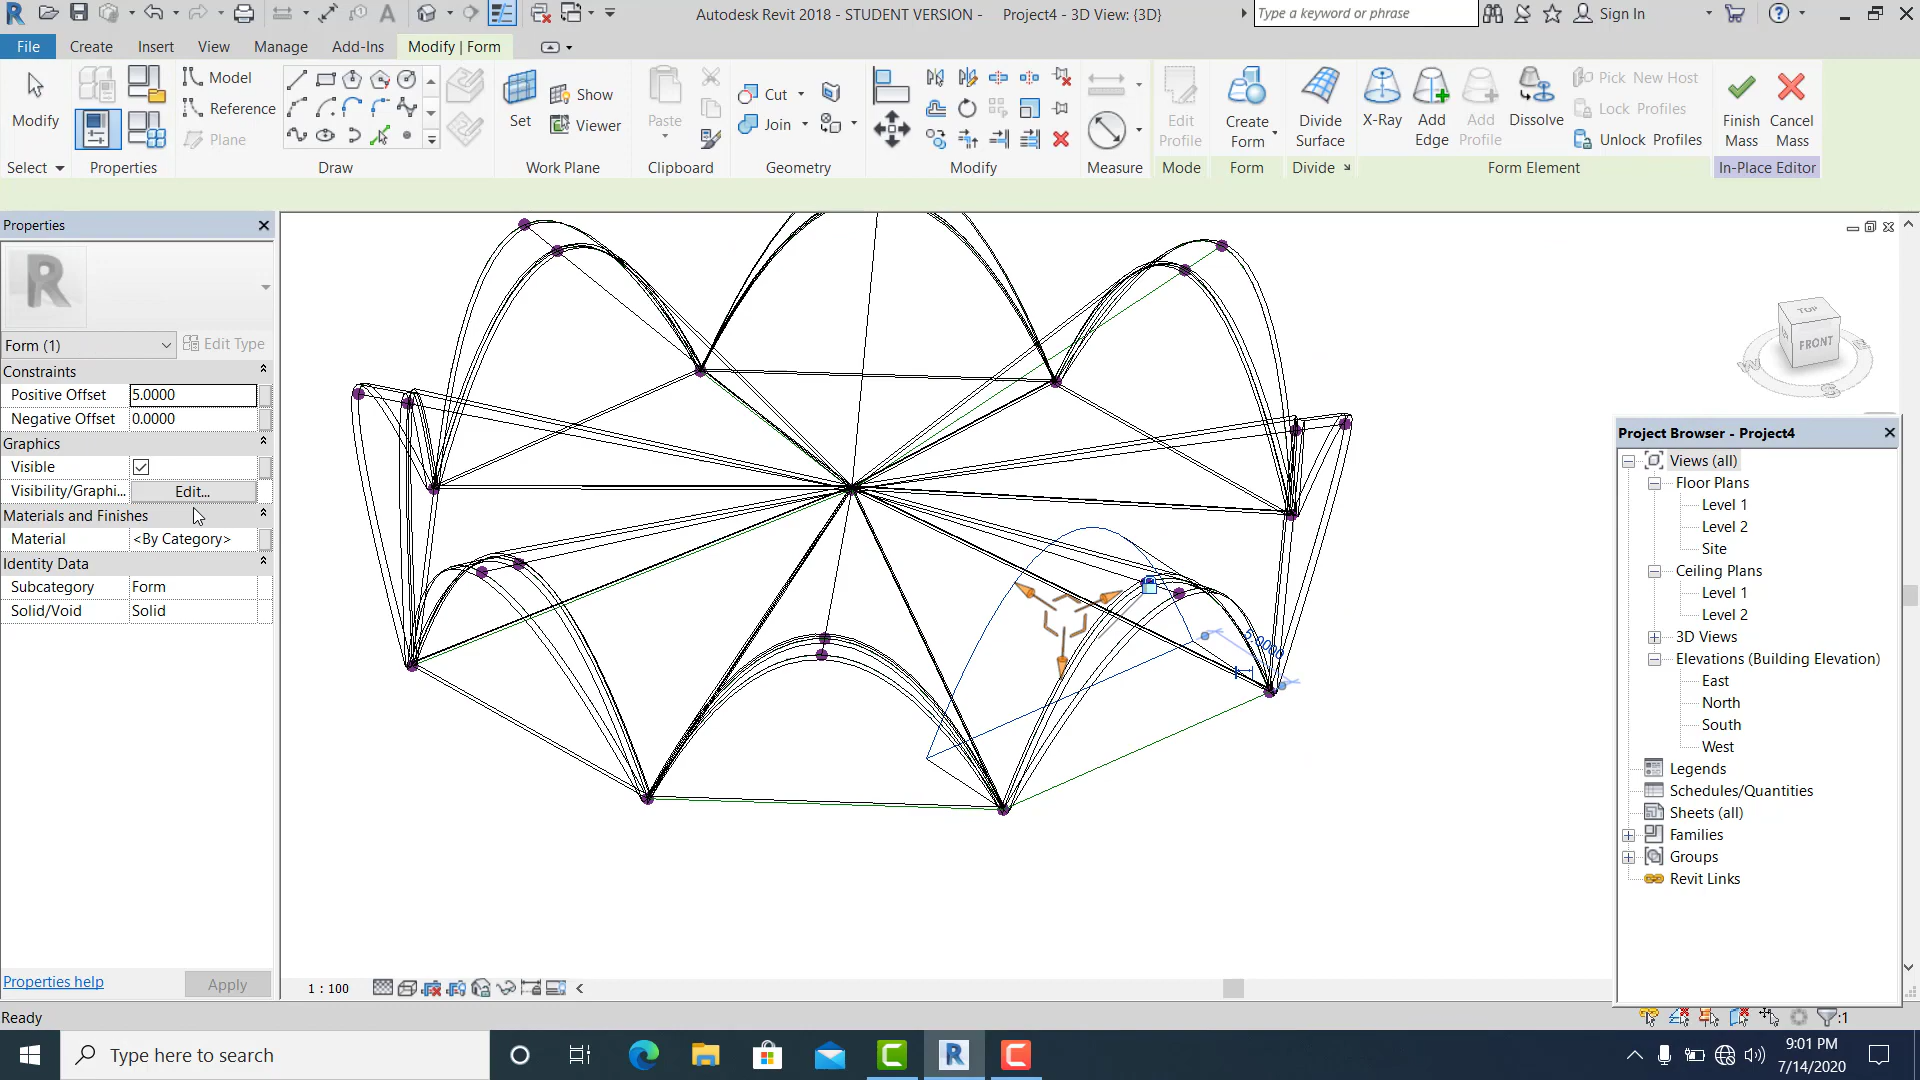 Autodesk Revit 2018 - STUDENT VERSION - Project4 - 3D View: {3D}
Type a keyword or phrase
Sign In
File Create Insert View Manage Add-Ins Modify | Form
Modify
Model
Reference
Plane
Set
Show
Viewer
Paste
Cut
Join
Edit Profile
Create Form
Divide Surface
X-Ray
Add Edge
Add Profile
Dissolve
Pick New Host
Lock Profiles
Unlock Profiles
Finish Mass
Cancel Mass
Select Properties Draw Work Plane Clipboard Geometry Modify Measure Mode Form Divide Form Element In-Place Editor
Properties
R
Form (1)
Edit Type
Constraints
Positive Offset 5.0000
Negative Offset 0.0000
Graphics
Visible
Visibility/Graphi... Edit...
Materials and Finishes
Material <By Category>
Identity Data
Subcategory Form
Solid/Void Solid
Properties help
Apply
5.0000
TOP
FRONT
W
S
Project Browser - Project4
Views (all)
Floor Plans
Level 1
Level 2
Site
Ceiling Plans
Level 1
Level 2
3D Views
Elevations (Building Elevation)
East
North
South
West
Legends
Schedules/Quantities
Sheets (all)
Families
Groups
Revit Links
1 : 100
Ready
:1
Type here to search
9:01 PM
7/14/2020